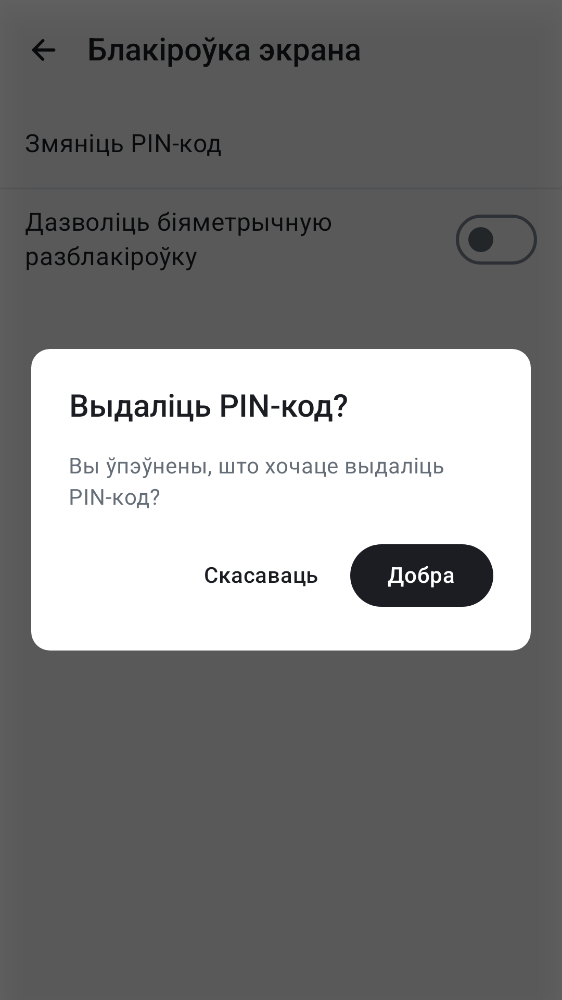 Блакіроўка экрана
Змяніць PIN-код
Дазволіць біяметрычную
разблакіроўку
Выдаліць PIN-код?
Вы ўпэўнены, што хочаце выдаліць
PIN-код?
Скасаваць
Добра